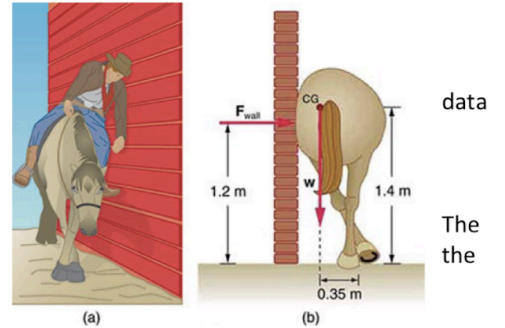 data
CG
F wall
1.2 m
w
1.4 m
The
the
0.35 m
(a)
(b)